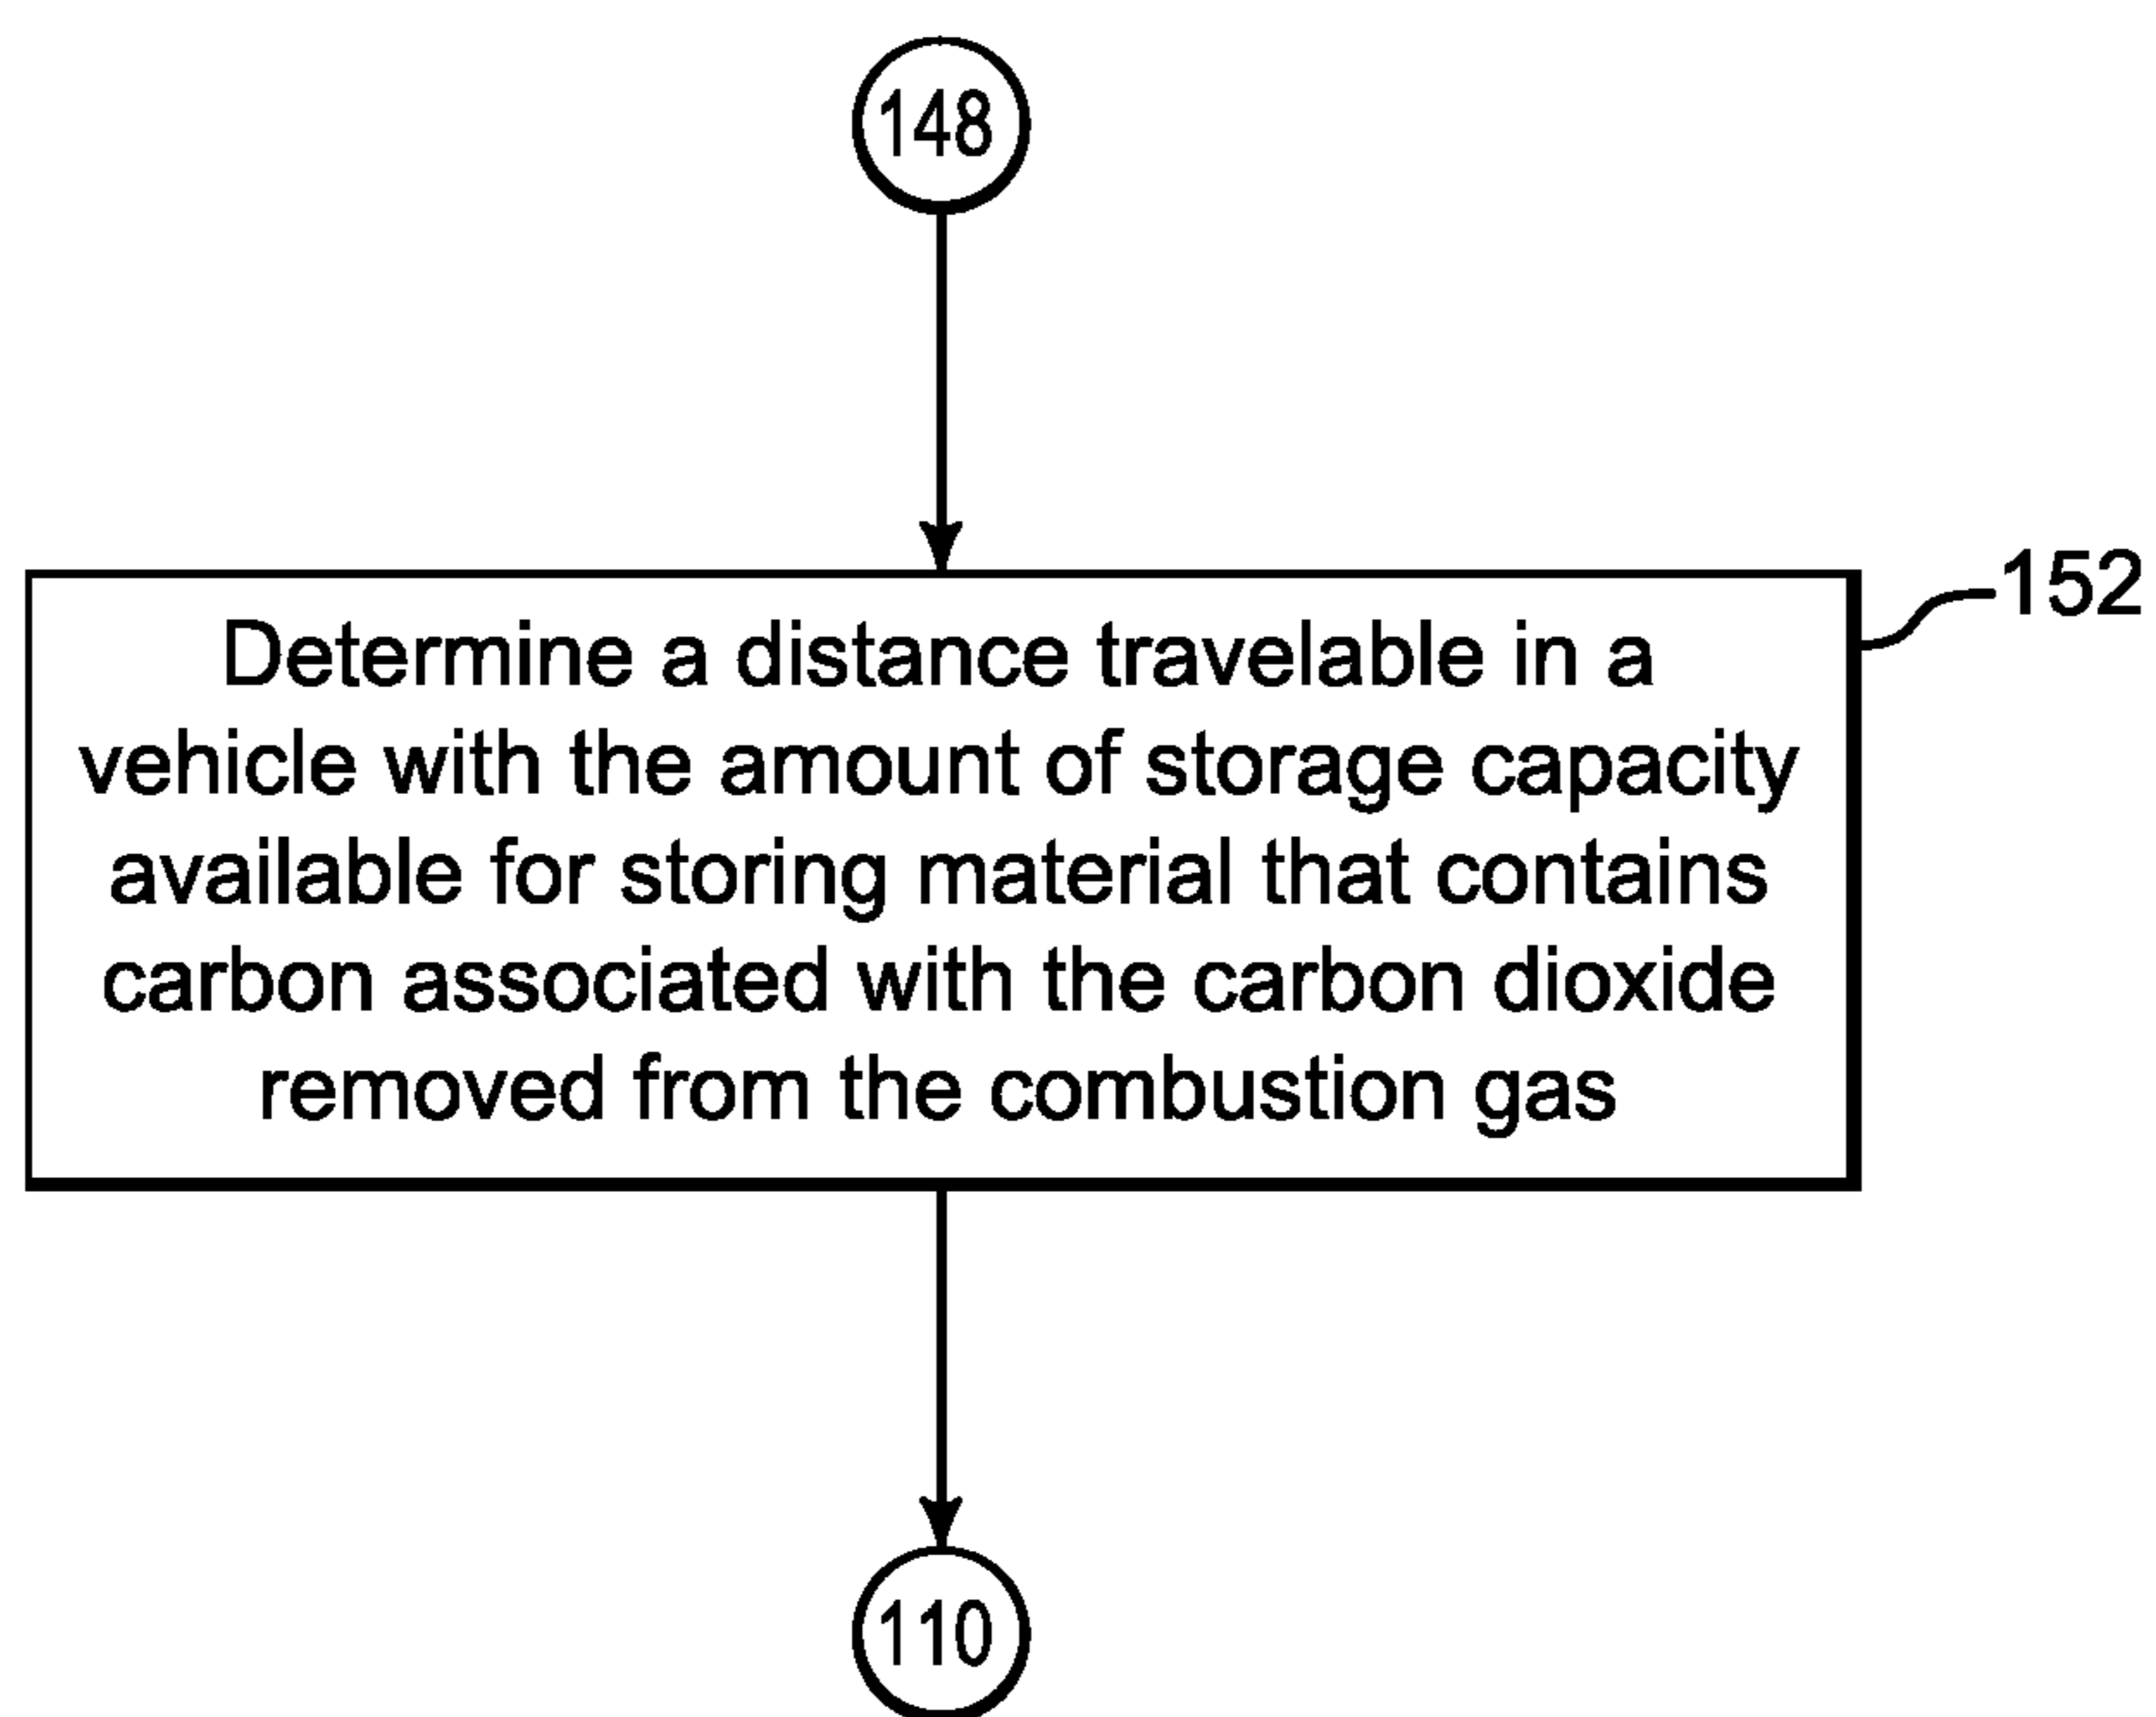 148
152
Determine a distance travelable in a
vehicle with the amount of storage capacity
available for storing material that contains
carbon associated with the carbon dioxide
removed from the combustion gas
110